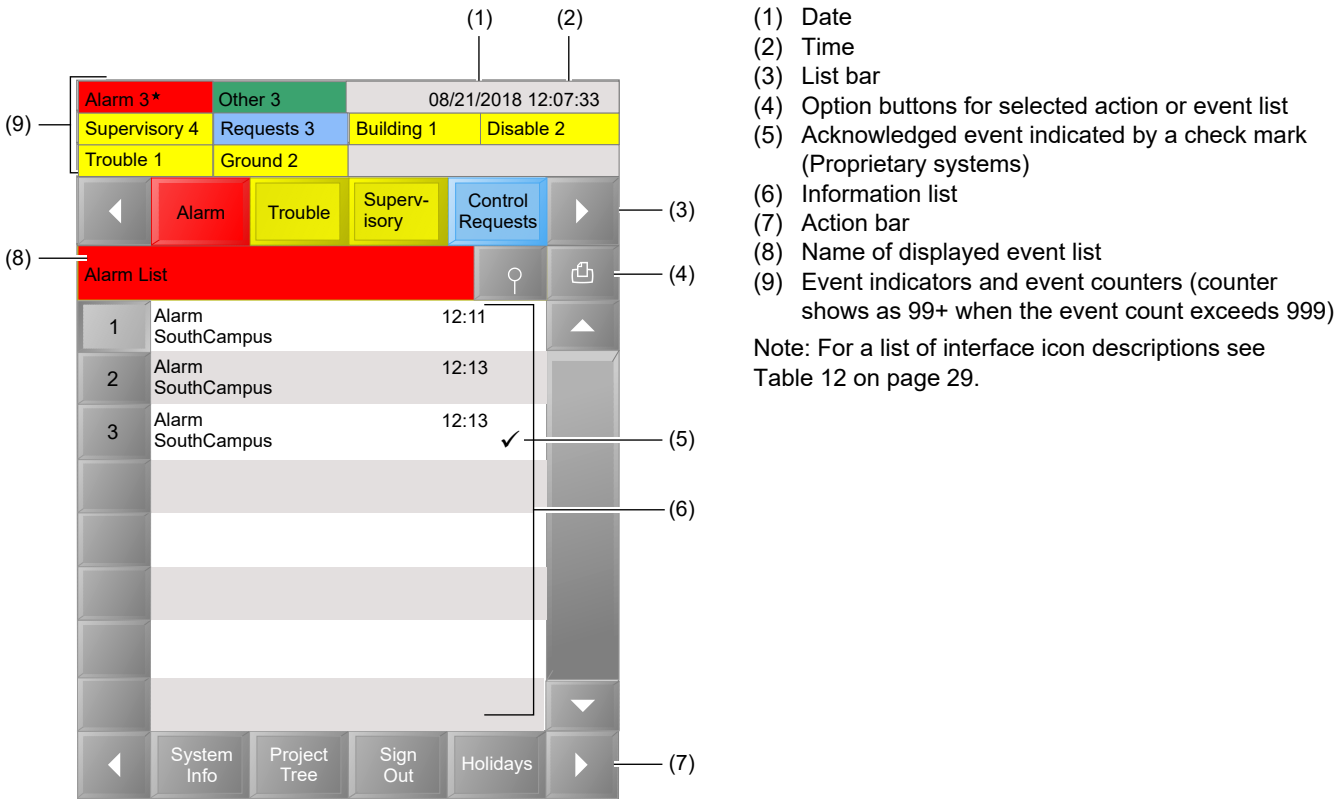 (1) (2)
(9)
Alarm 3★ Other 3 08/21/2018 12:07:33
Supervisory 4 Requests 3 Building 1 Disable 2
Trouble 1 Ground 2
Alarm Trouble Superv-
isory Control
Requests
(3)
(8)
Alarm List
(4)
1 Alarm 12:11
SouthCampus
2 Alarm 12:13
SouthCampus
3 Alarm 12:13
SouthCampus ✓
(5)
(6)
System
Info Project
Tree Sign
Out Holidays
(7)
(1) Date
(2) Time
(3) List bar
(4) Option buttons for selected action or event list
(5) Acknowledged event indicated by a check mark
(Proprietary systems)
(6) Information list
(7) Action bar
(8) Name of displayed event list
(9) Event indicators and event counters (counter
shows as 99+ when the event count exceeds 999)
Note: For a list of interface icon descriptions see
Table 12 on page 29.